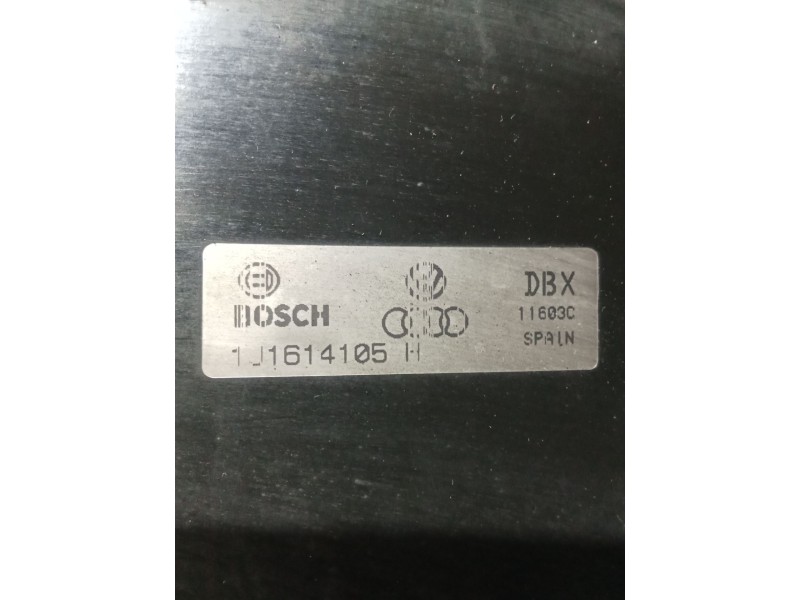 BOSCH
1J1614105 H
DBX
11603C
SPAIN